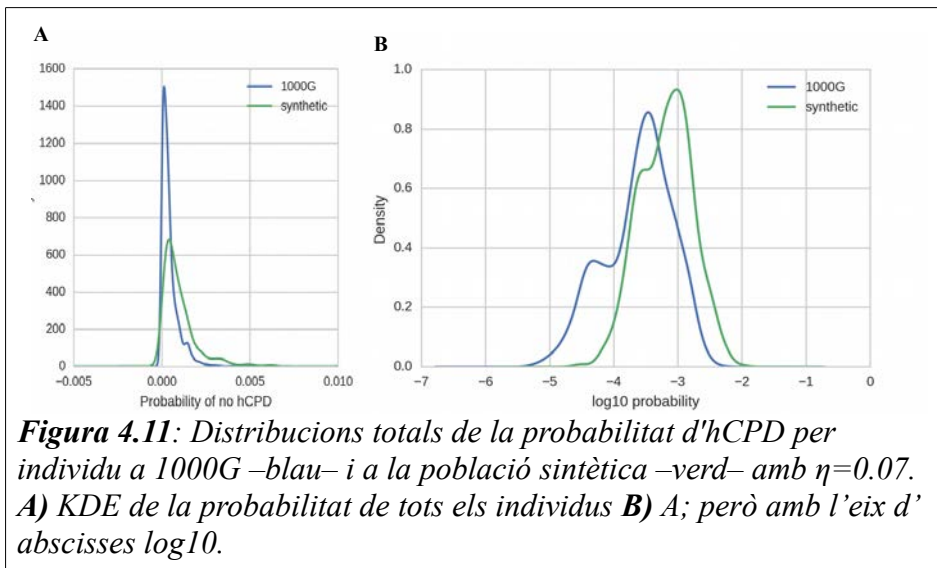 A
B
1600
1400
1200
1000
800
600
400
200
0
−0.005 0.000 0.005 0.010
Probability of no hCPD
1000G
synthetic
1.0
0.8
0.6
0.4
0.2
0.0
Density
−7 −6 −5 −4 −3 −2 −1 0
log10 probability
1000G
synthetic
Figura 4.11: Distribucions totals de la probabilitat d'hCPD per
individu a 1000G –blau– i a la població sintètica –verd– amb η=0.07.
A) KDE de la probabilitat de tots els individus B) A; però amb l’eix d’
abscisses log10.